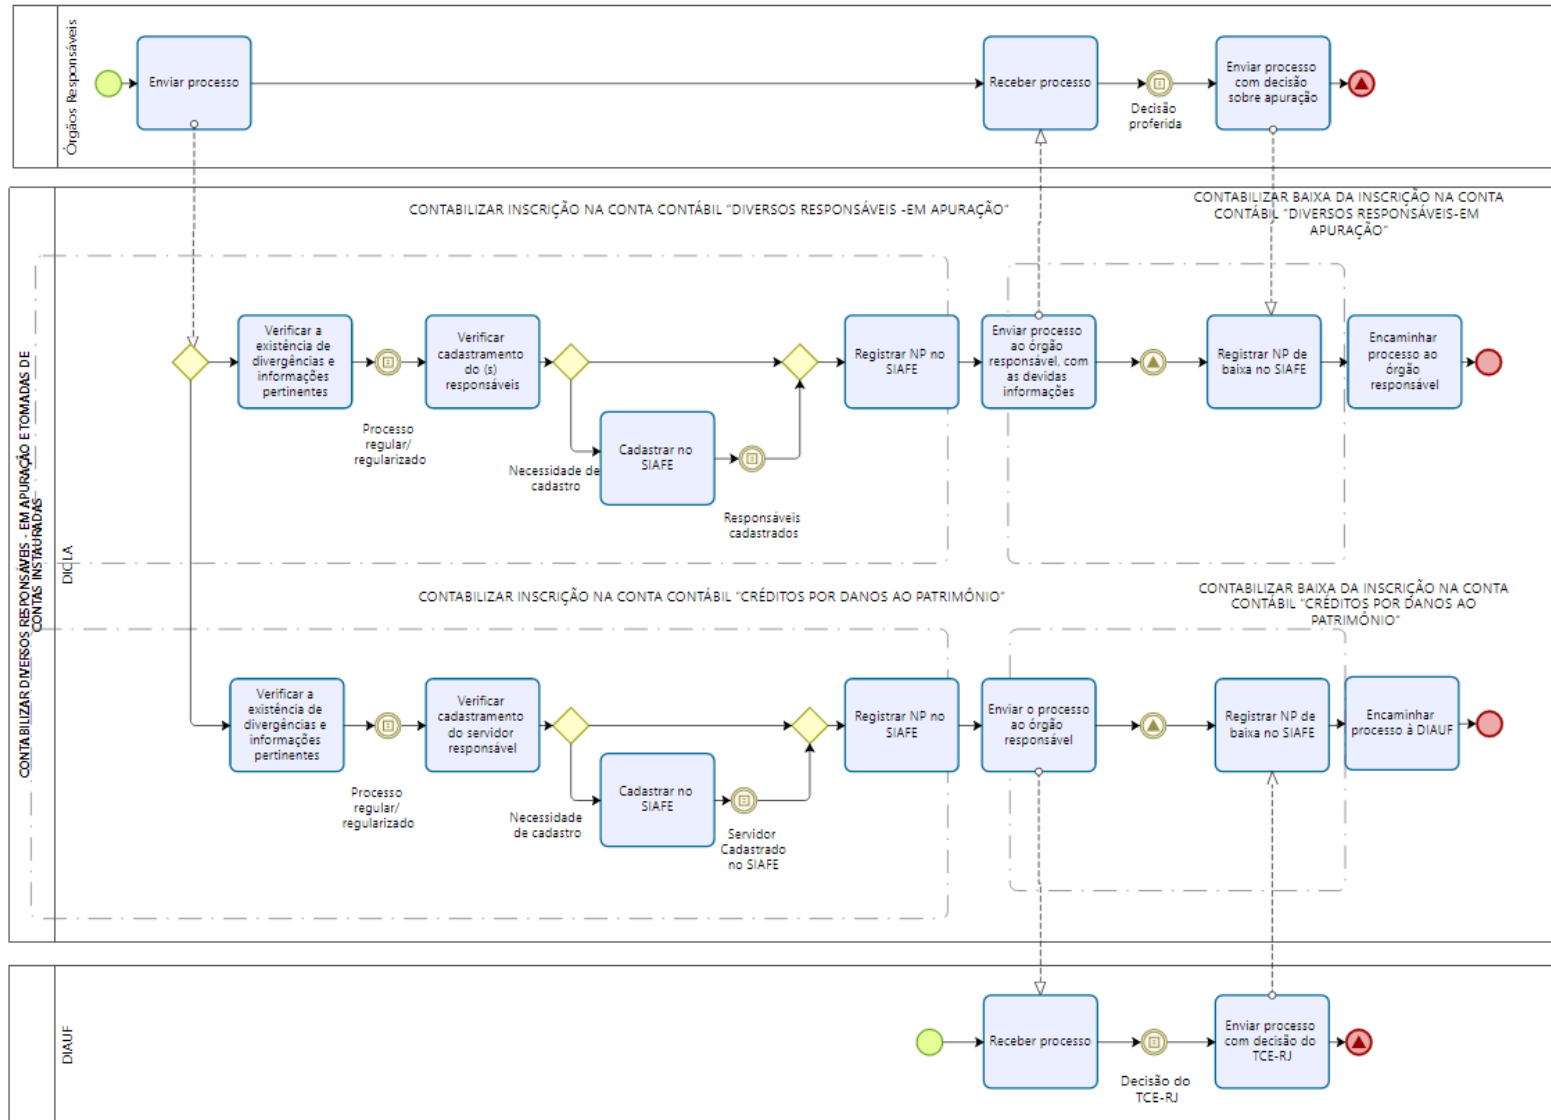 Órgãos Responsáveis
Enviar processo
Receber processo
Decisão
proferida
Enviar processo
com decisão
sobre apuração
CONTABILIZAR DIVERSOS RESPONSÁVEIS - EM APURAÇÃO E TOMADAS DE
CONTAS INSTAURADAS
DICLA
CONTABILIZAR INSCRIÇÃO NA CONTA CONTÁBIL “DIVERSOS RESPONSÁVEIS -EM APURAÇÃO”
CONTABILIZAR BAIXA DA INSCRIÇÃO NA CONTA
CONTÁBIL “DIVERSOS RESPONSÁVEIS-EM
APURAÇÃO”
Verificar a
existência de
divergências e
informações
pertinentes
Processo
regular/
regularizado
Verificar
cadastramento
do (s)
responsáveis
Necessidade de
cadastro
Cadastrar no
SIAFE
Responsáveis
cadastrados
Registrar NP no
SIAFE
Enviar processo
ao órgão
responsável, com
as devidas
informações
Registrar NP de
baixa no SIAFE
Encaminhar
processo ao
órgão
responsável
CONTABILIZAR INSCRIÇÃO NA CONTA CONTÁBIL “CRÉDITOS POR DANOS AO PATRIMÔNIO”
CONTABILIZAR BAIXA DA INSCRIÇÃO NA CONTA
CONTÁBIL “CRÉDITOS POR DANOS AO
PATRIMÔNIO”
Verificar a
existência de
divergências e
informações
pertinentes
Processo
regular/
regularizado
Verificar
cadastramento
do servidor
responsável
Necessidade
de cadastro
Cadastrar no
SIAFE
Servidor
Cadastrado
no SIAFE
Registrar NP no
SIAFE
Enviar o processo
ao órgão
responsável
Registrar NP de
baixa no SIAFE
Encaminhar
processo à DIAUF
DIAUF
Receber processo
Decisão do
TCE-RJ
Enviar processo
com decisão do
TCE-RJ